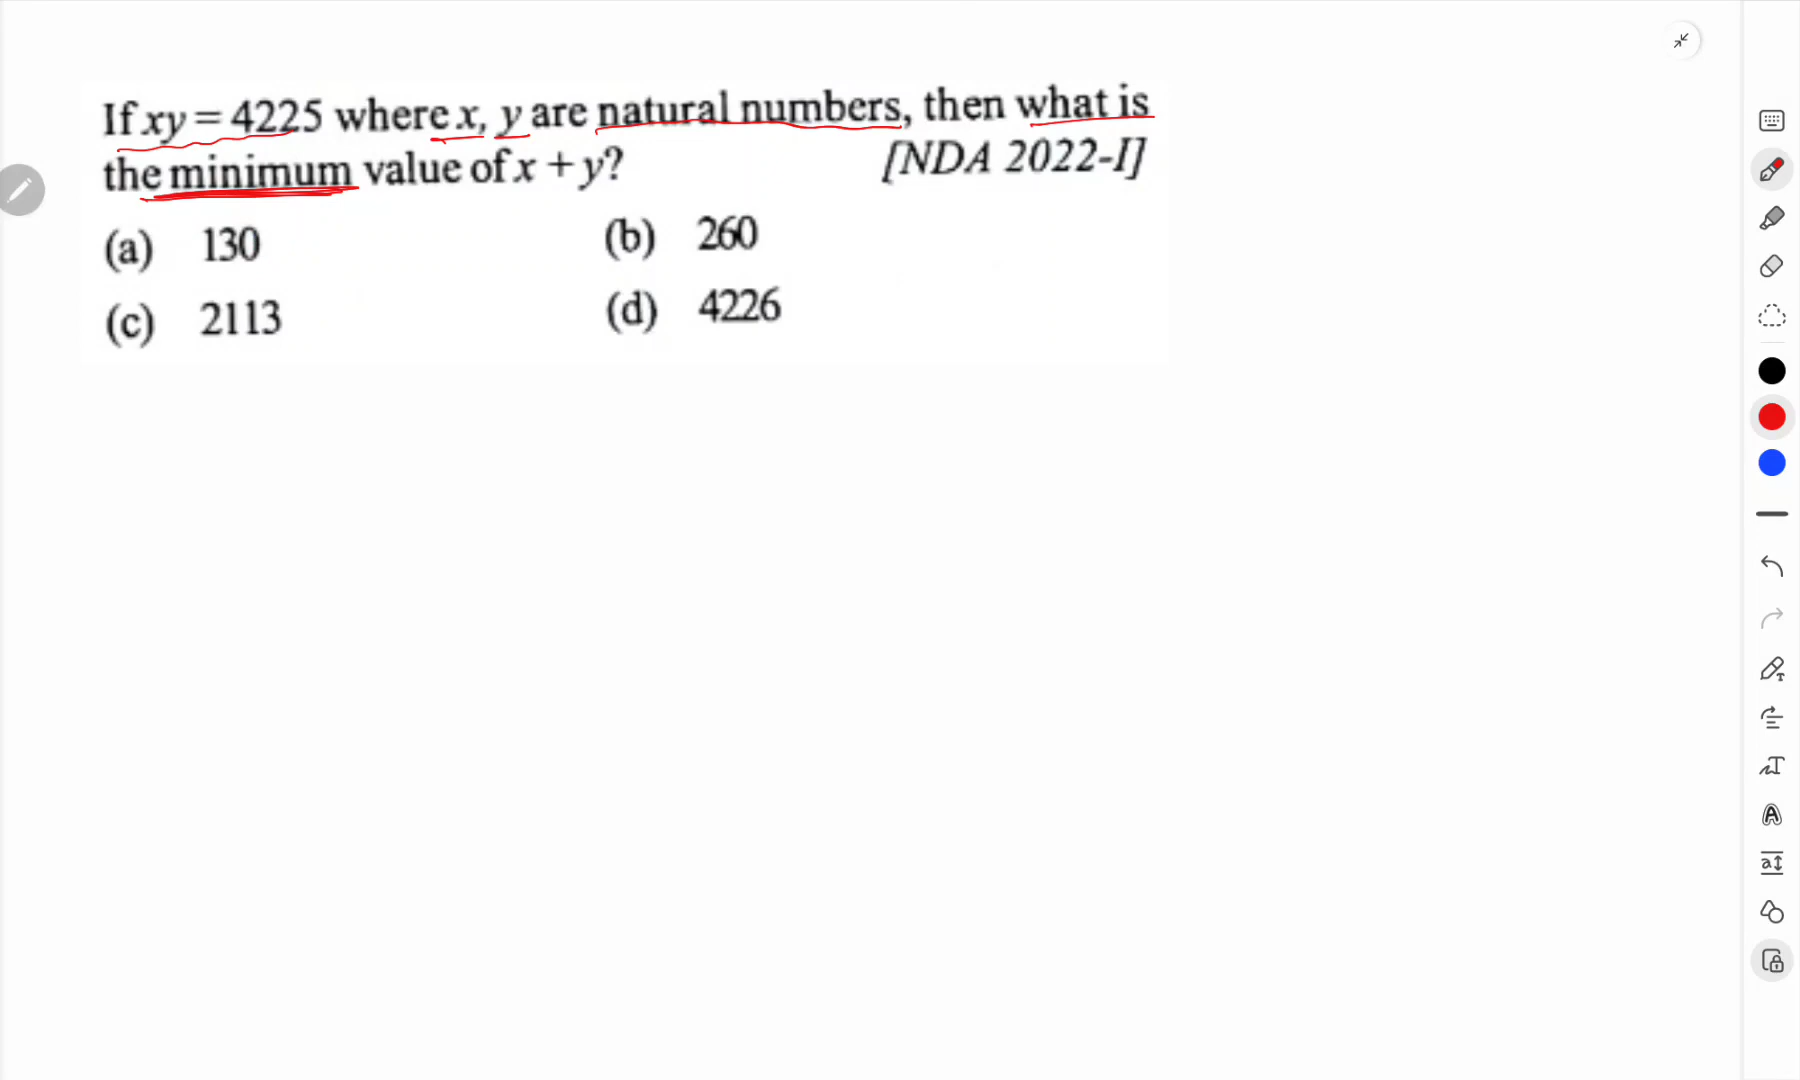 If xy = 4225 where x, y are natural numbers, then what is
the minimum value of x + y? [NDA 2022-I]
(a) 130 (b) 260
(c) 2113 (d) 4226